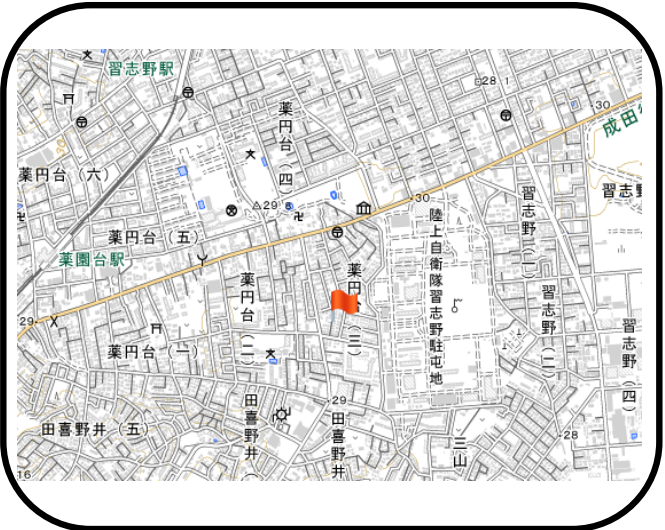 習志野駅
28 1
30
成田
薬円台（四）
薬円台（六）
習志
30
△29 8
習志野（一）
陸上自衛隊習志野駐屯地
薬円台（五）
薬園台駅
薬円
（三）
薬円台（二）
習志野（二）
29
習志野（四）
薬円台（一）
29
田喜野井（五）
田喜野井（
田喜野井
三山
28
16